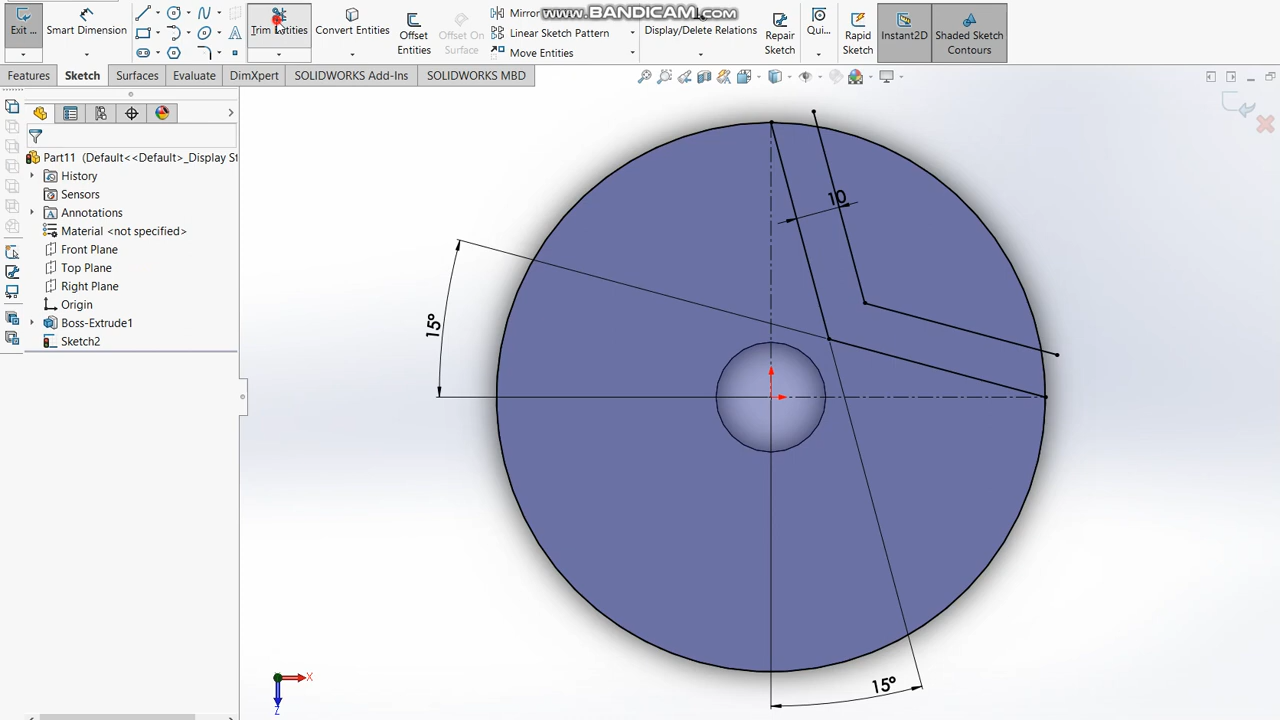 www.BANDICAM.com
Exit ...
Smart Dimension
Trim Entities
Convert Entities
Offset Entities
Offset On Surface
Mirror
Linear Sketch Pattern
Move Entities
Display/Delete Relations
Repair Sketch
Qui...
Rapid Sketch
Instant2D
Shaded Sketch Contours
Features
Sketch
Surfaces
Evaluate
DimXpert
SOLIDWORKS Add-Ins
SOLIDWORKS MBD
Part11 (Default<<Default>_Display St
History
Sensors
Annotations
Material <not specified>
Front Plane
Top Plane
Right Plane
Origin
Boss-Extrude1
Sketch2
10
15°
15°
X
Z